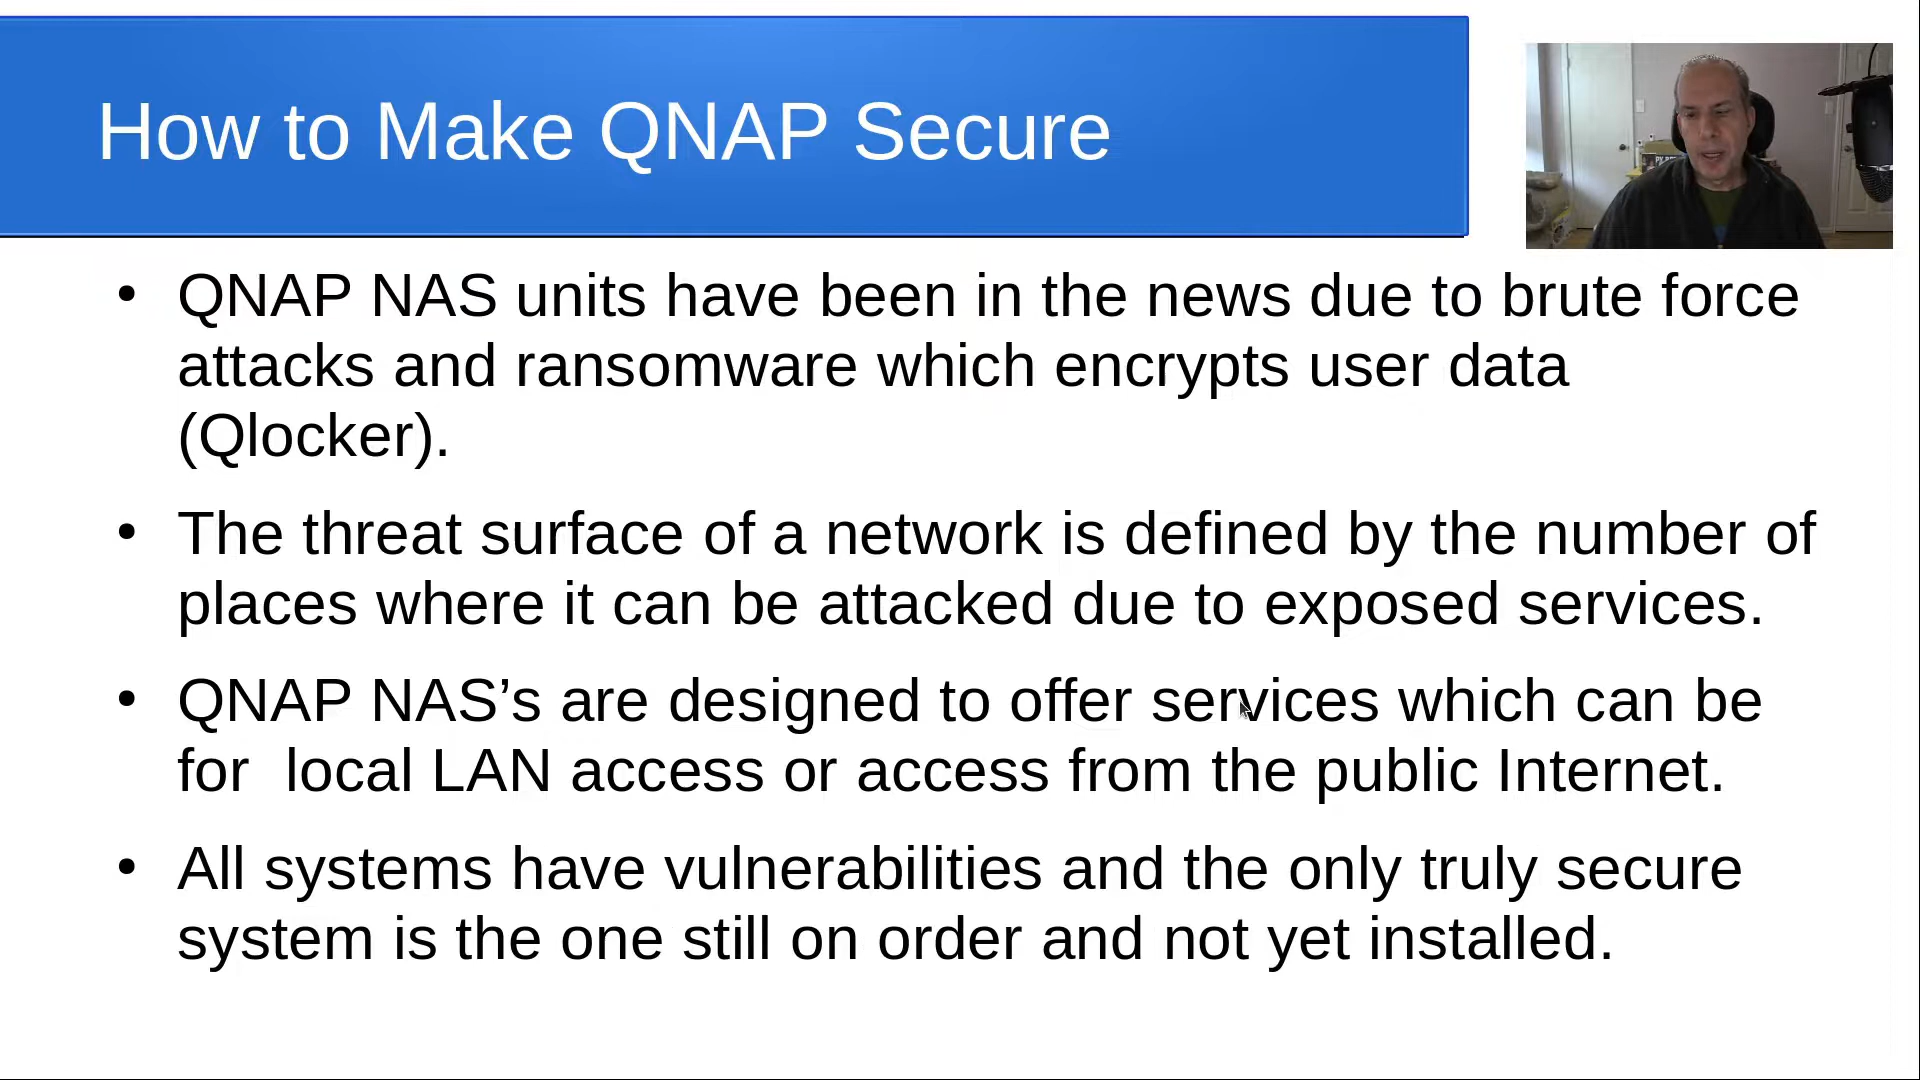 How to Make QNAP Secure
• QNAP NAS units have been in the news due to brute force
attacks and ransomware which encrypts user data
(Qlocker).
• The threat surface of a network is defined by the number of
places where it can be attacked due to exposed services.
• QNAP NAS’s are designed to offer services which can be
for  local LAN access or access from the public Internet.
• All systems have vulnerabilities and the only truly secure
system is the one still on order and not yet installed.